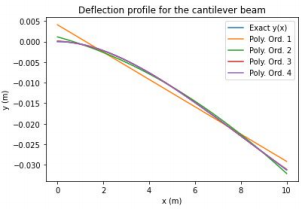 Deflection profile for the cantilever beam
0.005
0.000
−0.005
−0.010
−0.015
−0.020
−0.025
−0.030
y (m)
Exact y(x)
Poly. Ord. 1
Poly. Ord. 2
Poly. Ord. 3
Poly. Ord. 4
0 2 4 6 8 10
x (m)